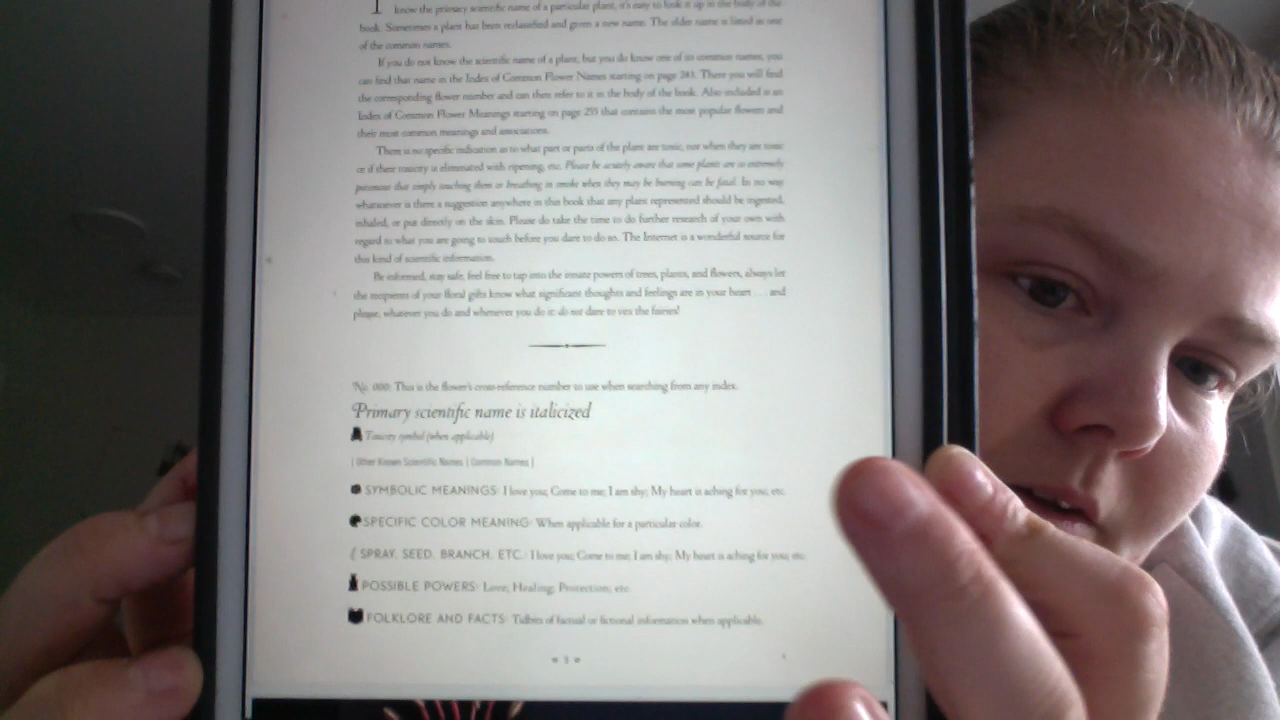 I know the primary scientific name of a particular plant, it's easy to look it up in the body of the
book. Sometimes a plant has been reclassified and given a new name. The older name is listed as one
of the common names.
If you do not know the scientific name of a plant, but you do know one of its common names, you
can find that name in the Index of Common Flower Names starting on page 243. There you will find
the corresponding flower number and can then refer to it in the body of the book. Also included is an
Index of Common Flower Meanings starting on page 255 that contains the most popular flowers and
their most common meanings and associations.
There is no specific indication as to what part or parts of the plant are toxic, nor when they are toxic
or if their toxicity is eliminated with ripening, etc. Please be acutely aware that some plants are so extremely
poisonous that simply touching them or breathing in smoke when they may be burning can be fatal. In no way
whatsoever is there a suggestion anywhere in this book that any plant represented should be ingested,
inhaled, or put directly on the skin. Please do take the time to do further research of your own with
regard to what you are going to touch before you dare to do so. The Internet is a wonderful source for
this kind of scientific information.
Be informed, stay safe, feel free to tap into the innate powers of trees, plants, and flowers, always let
the recipients of your floral gifts know what significant thoughts and feelings are in your heart . . . and
please, whatever you do and whenever you do it: do not dare to vex the fairies!
No. 000: This is the flower's cross-reference number to use when searching from any index.
Primary scientific name is italicized
Toxicity symbol (when applicable)
| Other Known Scientific Names | Common Names |
SYMBOLIC MEANINGS: I love you; Come to me; I am shy; My heart is aching for you; etc.
SPECIFIC COLOR MEANING: When applicable for a particular color.
SPRAY, SEED, BRANCH, ETC.: I love you; Come to me; I am shy; My heart is aching for you; etc.
POSSIBLE POWERS: Love; Healing; Protection; etc.
FOLKLORE AND FACTS: Tidbits of factual or fictional information when applicable.